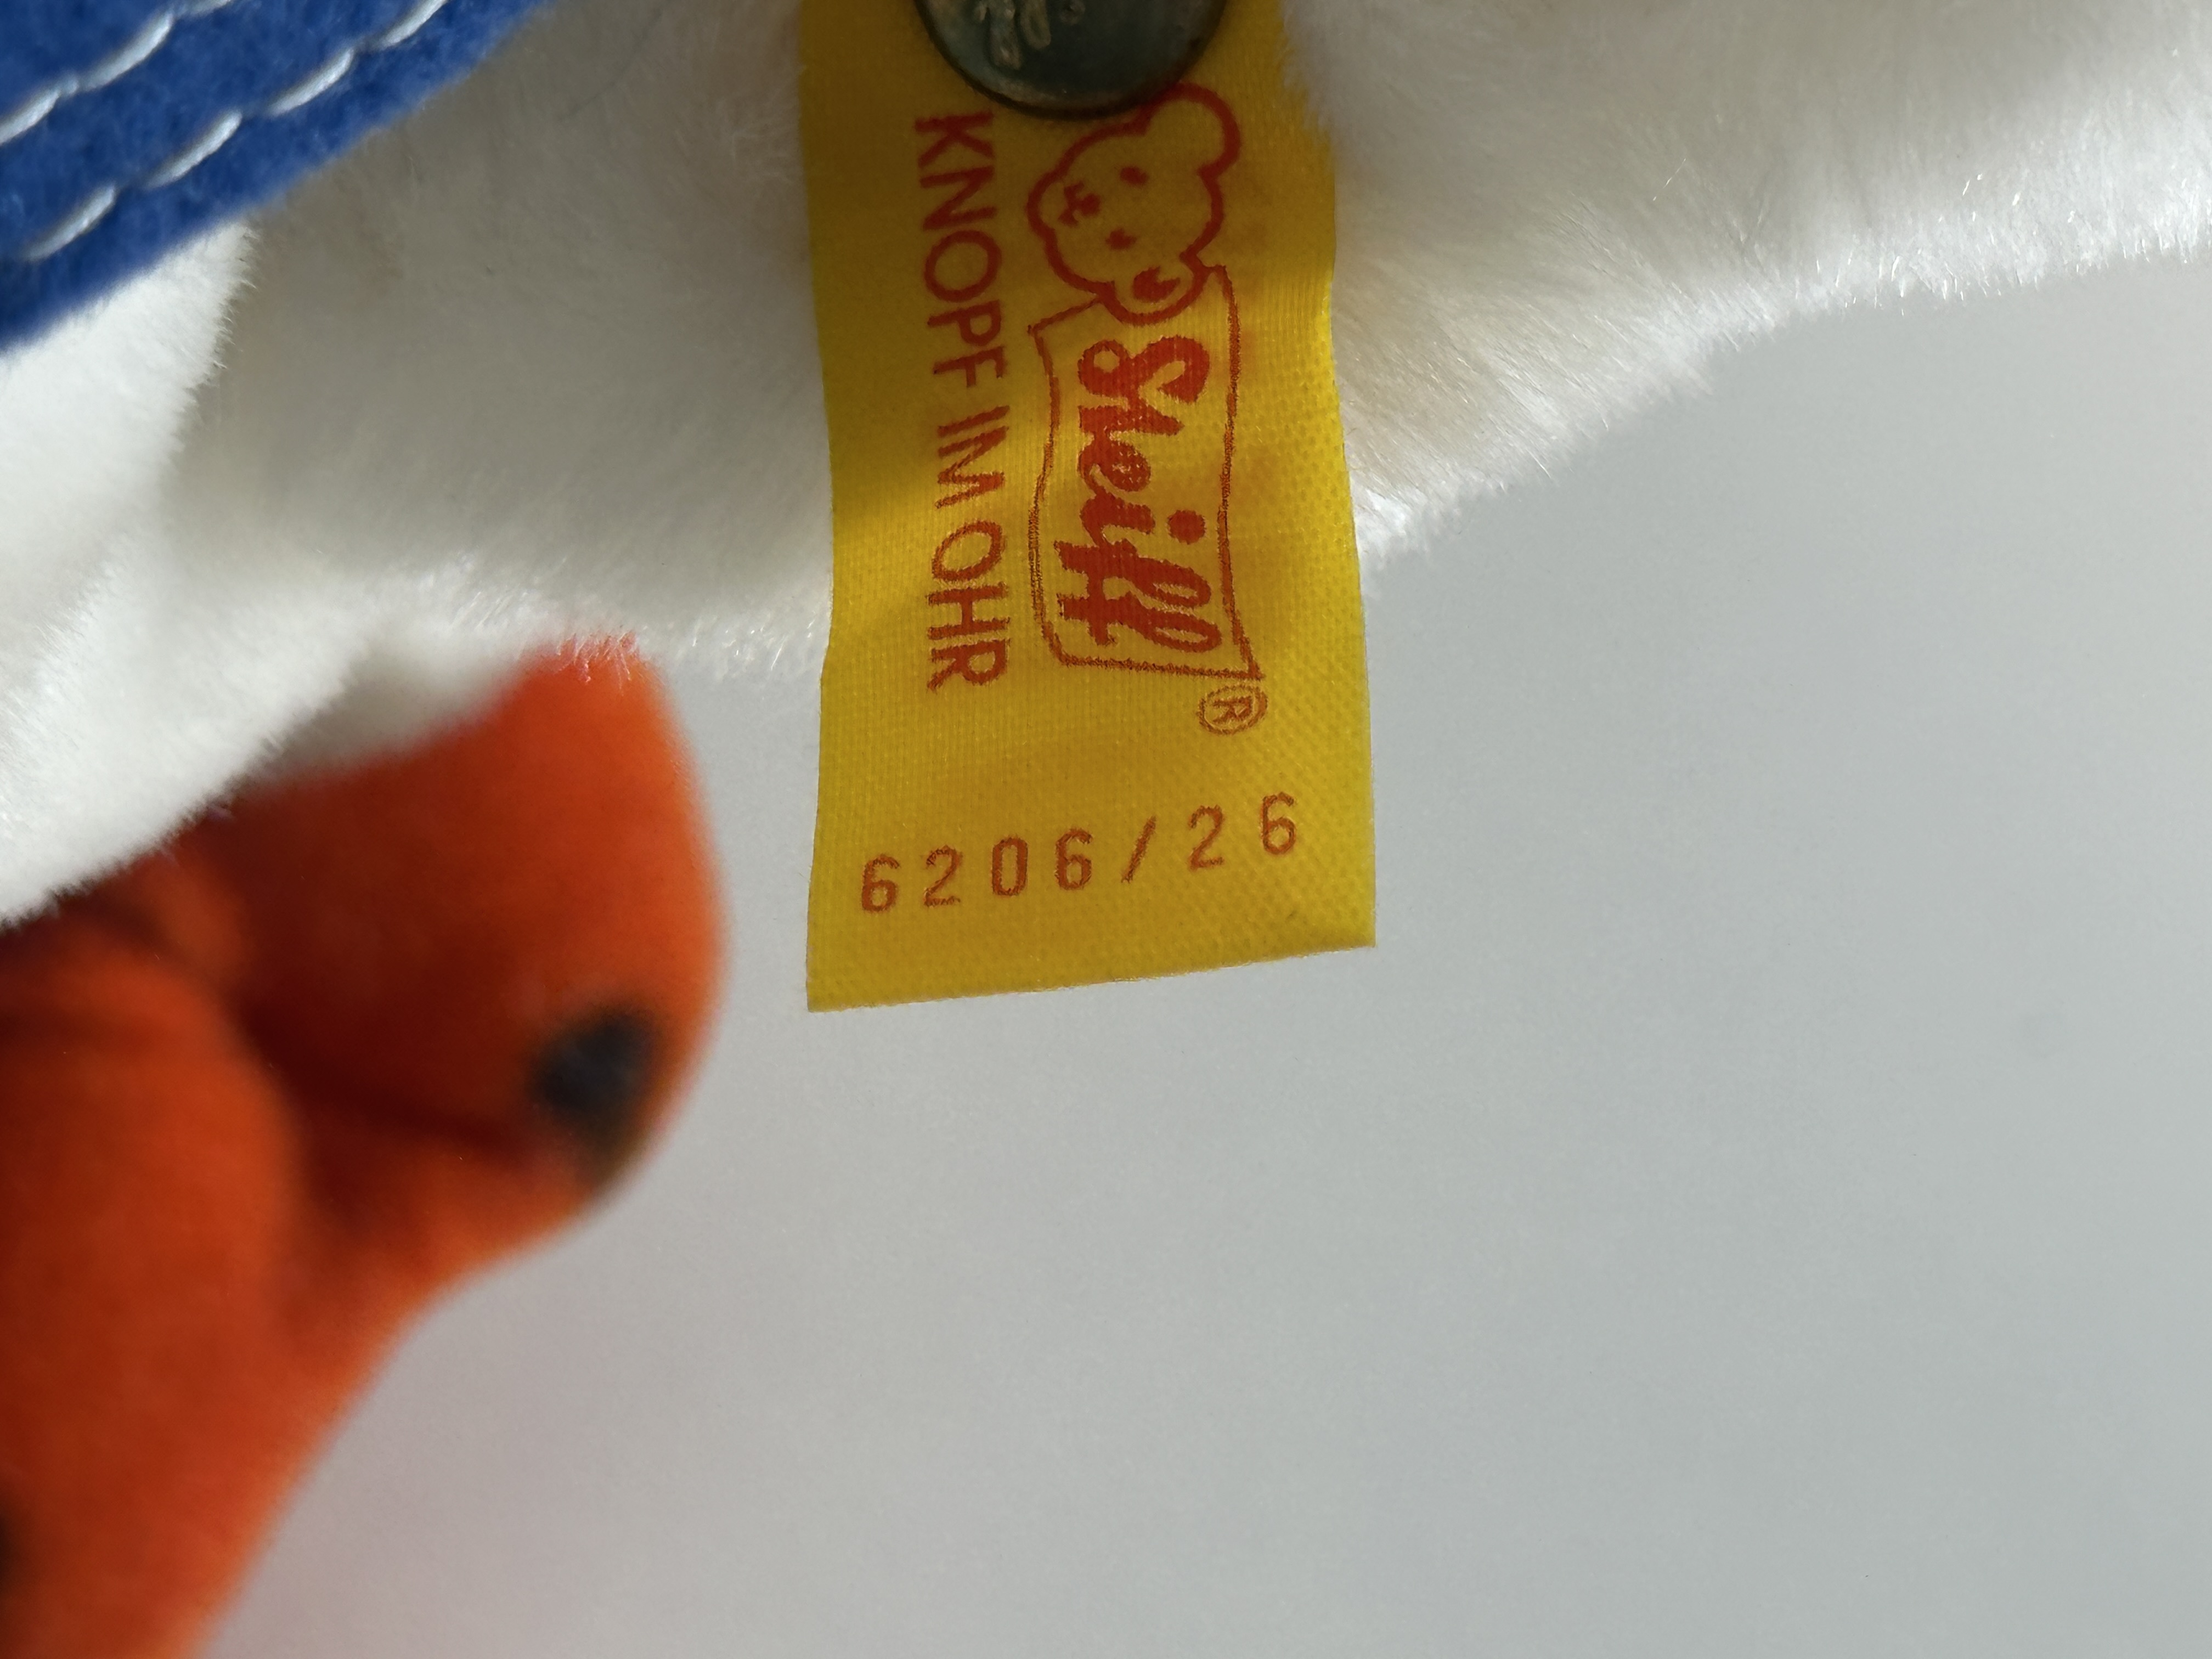 Steiff®
KNOPF IM OHR
6206/26